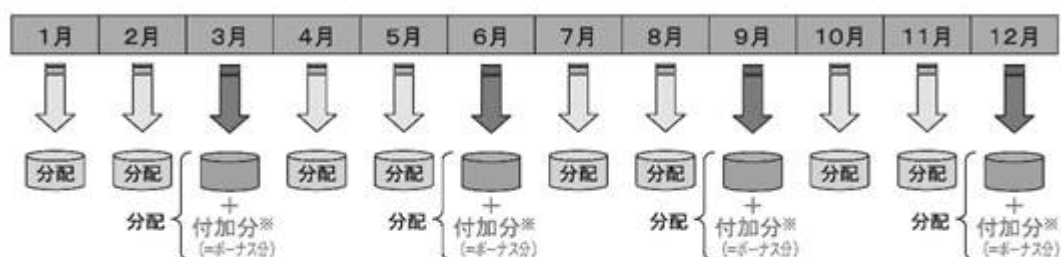 1月 2月 3月 4月 5月 6月 7月 8月 9月 10月 11月 12月
分配 分配 分配 分配 分配 分配 分配 分配
分配 + 分配 + 分配 + 分配 +
付加分※ 付加分※ 付加分※ 付加分※
(=ボーナス分) (=ボーナス分) (=ボーナス分) (=ボーナス分)